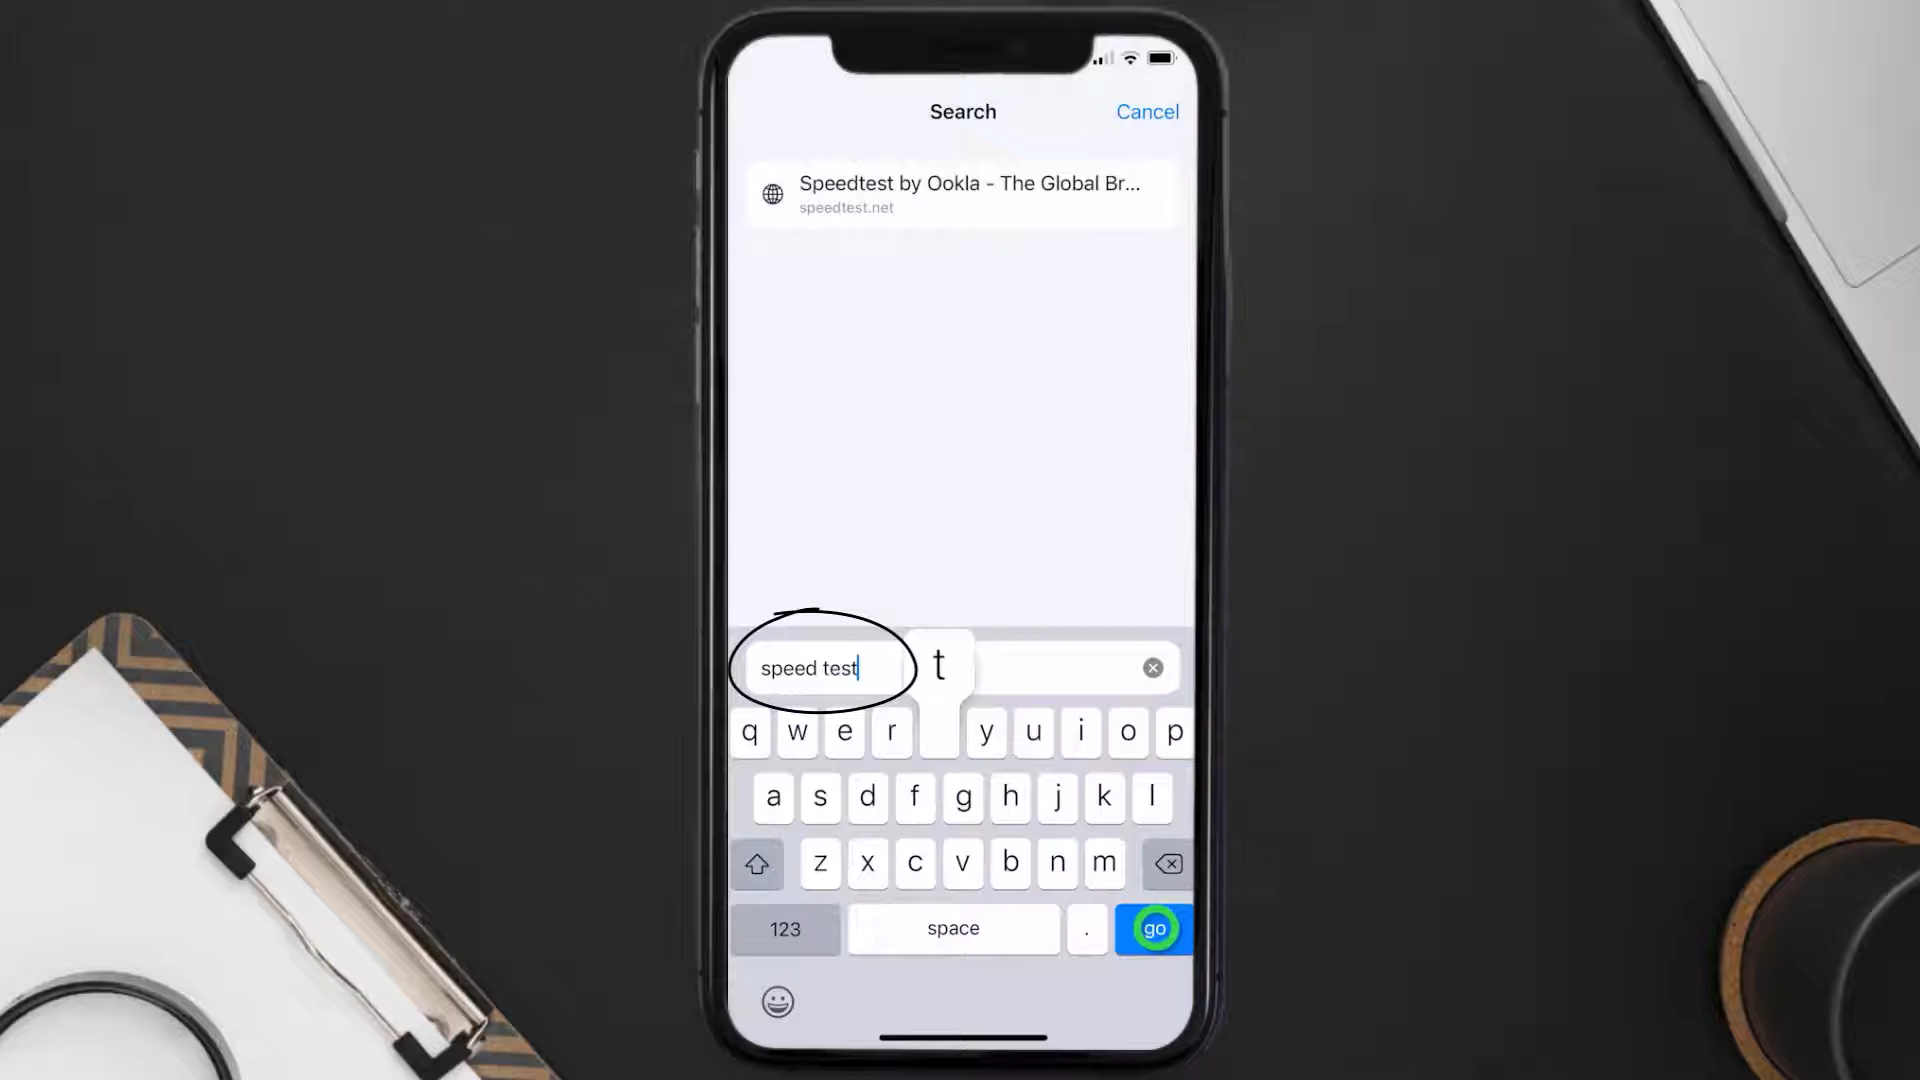 Search
Cancel
Speedtest by Ookla - The Global Br...
speedtest.net
speed test
t
q w e r y u i o p
a s d f g h j k l
z x c v b n m
123 space . go